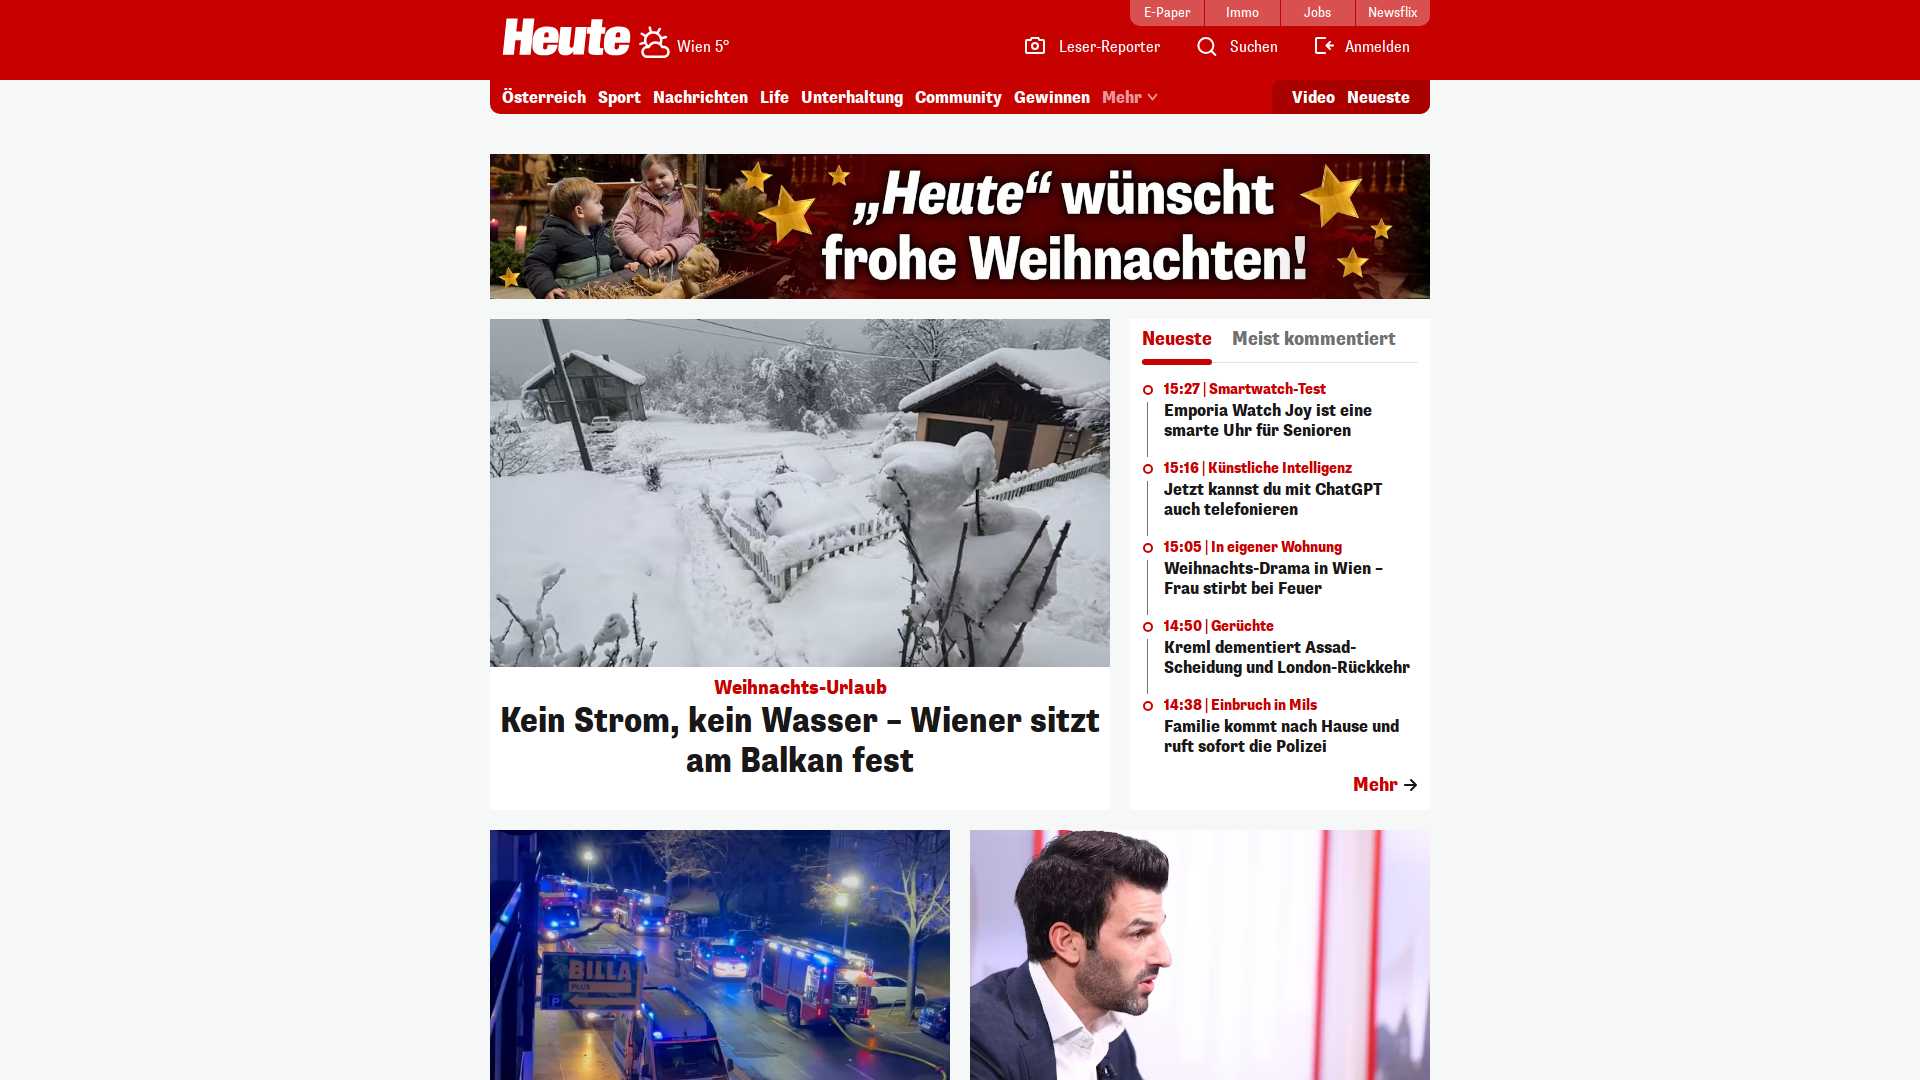 E-Paper
Immo
Jobs
Newsflix
Heute
Wien 5°
Leser-Reporter
Suchen
Anmelden
Österreich
Sport
Nachrichten
Life
Unterhaltung
Community
Gewinnen
Mehr
Video
Neueste
„Heute“ wünscht
frohe Weihnachten!
Weihnachts-Urlaub
Kein Strom, kein Wasser – Wiener sitzt
am Balkan fest
Neueste
Meist kommentiert
15:27 | Smartwatch-Test
Emporia Watch Joy ist eine
smarte Uhr für Senioren
15:16 | Künstliche Intelligenz
Jetzt kannst du mit ChatGPT
auch telefonieren
15:05 | In eigener Wohnung
Weihnachts-Drama in Wien –
Frau stirbt bei Feuer
14:50 | Gerüchte
Kreml dementiert Assad-
Scheidung und London-Rückkehr
14:38 | Einbruch in Mils
Familie kommt nach Hause und
ruft sofort die Polizei
Mehr
BILLA
PLUS
P